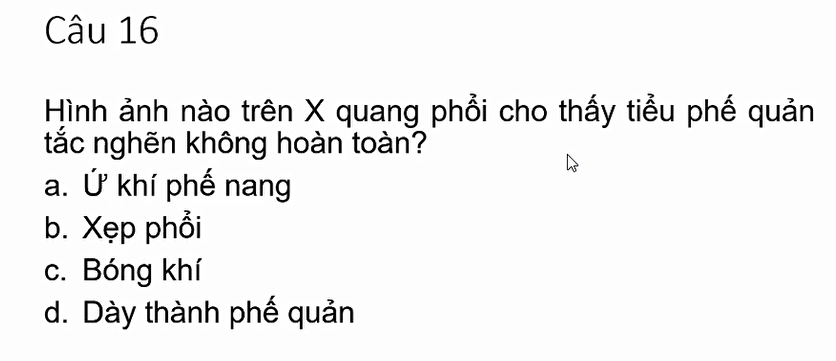 Câu 16
Hình ảnh nào trên X quang phổi cho thấy tiểu phế quản
tắc nghẽn không hoàn toàn?
a. Ứ khí phế nang
b. Xẹp phổi
c. Bóng khí
d. Dày thành phế quản